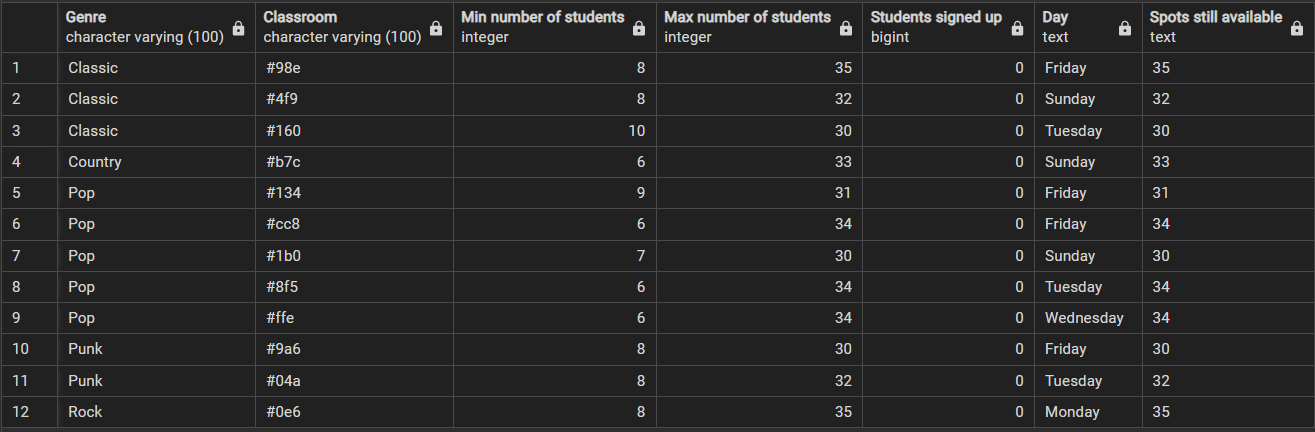 Genre Classroom Min number of students Max number of students Students signed up Day Spots still available
character varying (100) character varying (100) integer integer bigint text text
1 Classic #98e 8 35 0 Friday 35
2 Classic #4f9 8 32 0 Sunday 32
3 Classic #160 10 30 0 Tuesday 30
4 Country #b7c 6 33 0 Sunday 33
5 Pop #134 9 31 0 Friday 31
6 Pop #cc8 6 34 0 Friday 34
7 Pop #1b0 7 30 0 Sunday 30
8 Pop #8f5 6 34 0 Tuesday 34
9 Pop #ffe 6 34 0 Wednesday 34
10 Punk #9a6 8 30 0 Friday 30
11 Punk #04a 8 32 0 Tuesday 32
12 Rock #0e6 8 35 0 Monday 35